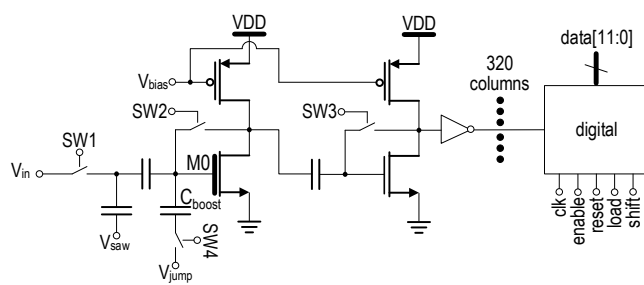 VDD
VDD
V_bias
320
columns
data[11:0]
SW2
SW3
SW1
M0
digital
V_in
C_boost
V_saw
SW4
V_jump
clk
enable
reset
load
shift